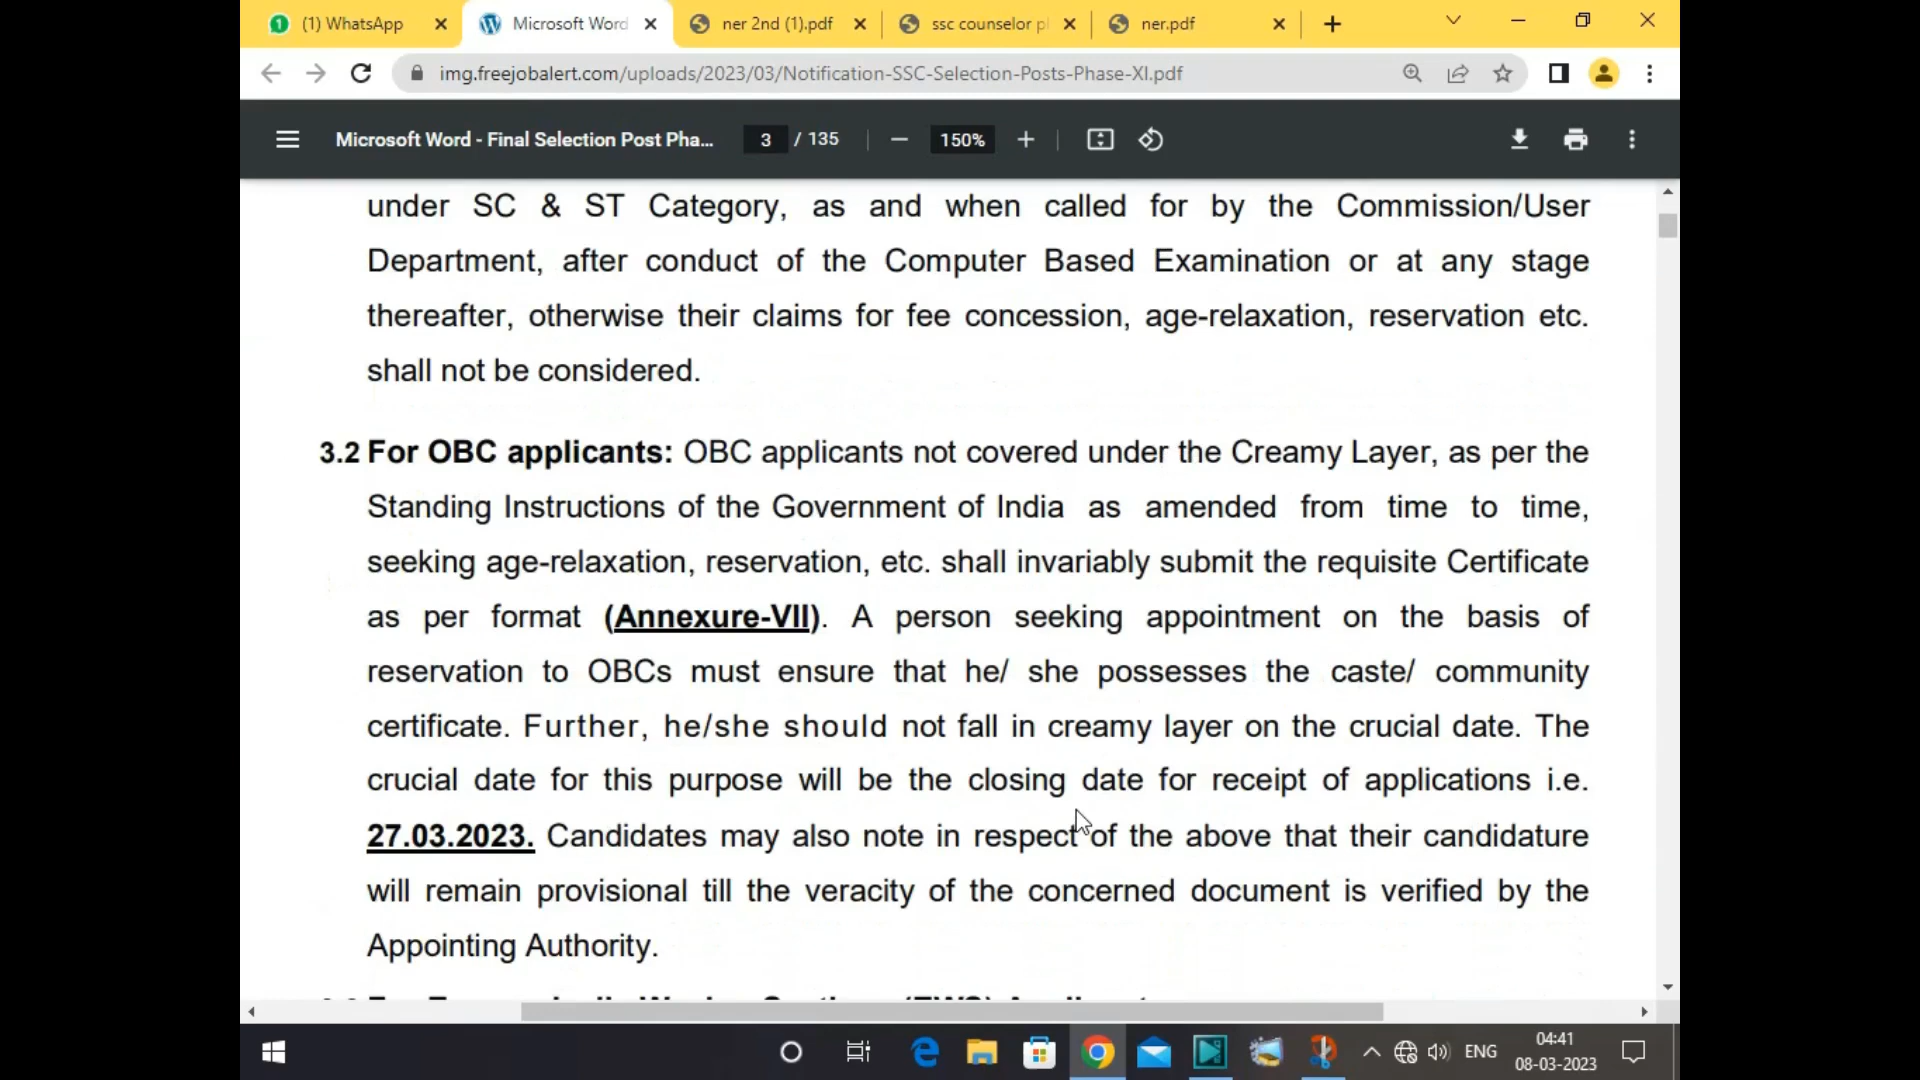 (1) WhatsApp
Microsoft Word
ner 2nd (1).pdf
ssc counselor p
ner.pdf
img.freejobalert.com/uploads/2023/03/Notification-SSC-Selection-Posts-Phase-XI.pdf
Microsoft Word - Final Selection Post Pha... 3 / 135 150%
under SC & ST Category, as and when called for by the Commission/User
Department, after conduct of the Computer Based Examination or at any stage
thereafter, otherwise their claims for fee concession, age-relaxation, reservation etc.
shall not be considered.
3.2 For OBC applicants: OBC applicants not covered under the Creamy Layer, as per the
Standing Instructions of the Government of India as amended from time to time,
seeking age-relaxation, reservation, etc. shall invariably submit the requisite Certificate
as per format (Annexure-VII). A person seeking appointment on the basis of
reservation to OBCs must ensure that he/ she possesses the caste/ community
certificate. Further, he/she should not fall in creamy layer on the crucial date. The
crucial date for this purpose will be the closing date for receipt of applications i.e.
27.03.2023. Candidates may also note in respect of the above that their candidature
will remain provisional till the veracity of the concerned document is verified by the
Appointing Authority.
ENG
04:41
08-03-2023